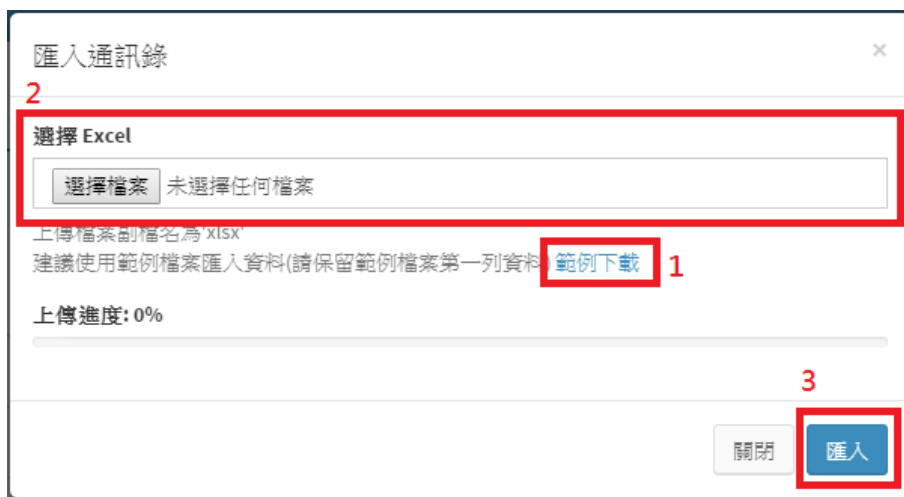 匯入通訊錄 ×
2
選擇 Excel
選擇檔案 未選擇任何檔案
上傳檔案副檔名為'xlsx'
建議使用範例檔案匯入資料(請保留範例檔案第一列資料) 範例下載 1
上傳進度: 0%
3
關閉 匯入